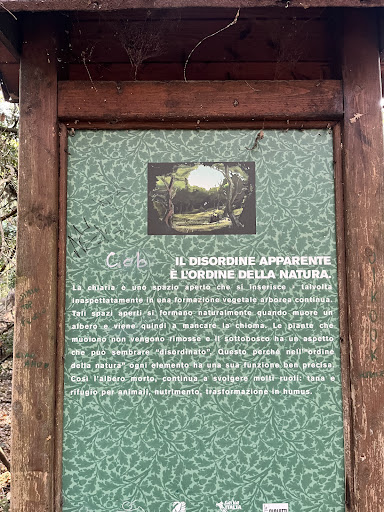 IL DISORDINE APPARENTE
È L'ORDINE DELLA NATURA.
La chiaria è uno spazio aperto che si inserisce talvolta
inaspettatamente in una formazione vegetale arborea continua.
Tali spazi aperti si formano naturalmente quando muore un
albero e viene quindi a mancare la chioma. Le piante che
muoiono non vengono rimosse e il sottobosco ha un aspetto
che può sembrare "disordinato". Questo perché nell'"ordine
della natura" ogni elemento ha una sua funzione ben precisa.
Così l'albero morto, continua a svolgere molti ruoli: tana e
rifugio per animali, nutrimento, trasformazione in humus.